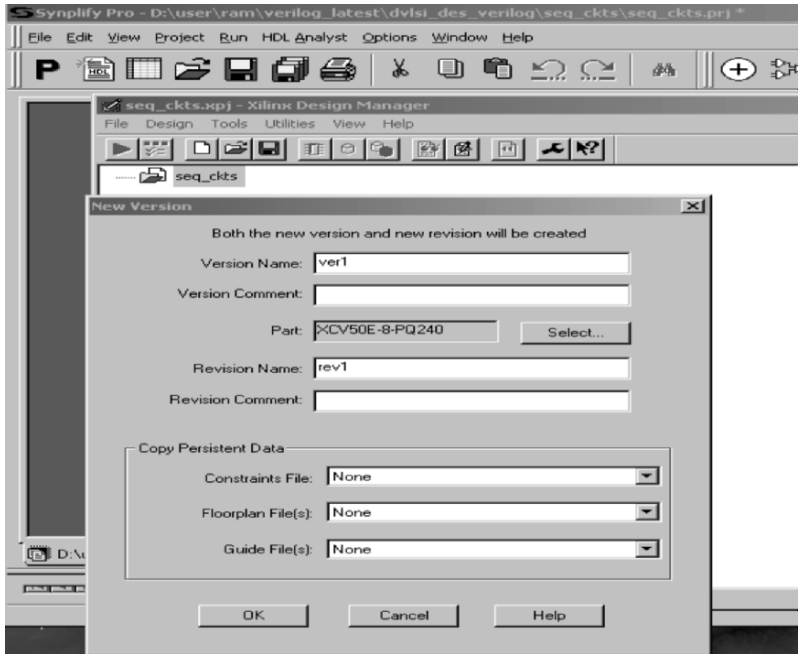 Synplify Pro - D:\user\ram\verilog_latest\dvlsi_des_verilog\seq_ckts\seq_ckts.prj *
File Edit View Project Run HDL Analyst Options Window Help
P HDL
seq_ckts.xpj - Xilinx Design Manager
File Design Tools Utilities View Help
seq_ckts
New Version
Both the new version and new revision will be created
Version Name: ver1
Version Comment:
Part: XCV50E-8-PQ240 Select...
Revision Name: rev1
Revision Comment:
Copy Persistent Data
Constraints File: None
Floorplan File(s): None
Guide File(s): None
D:\
OK Cancel Help